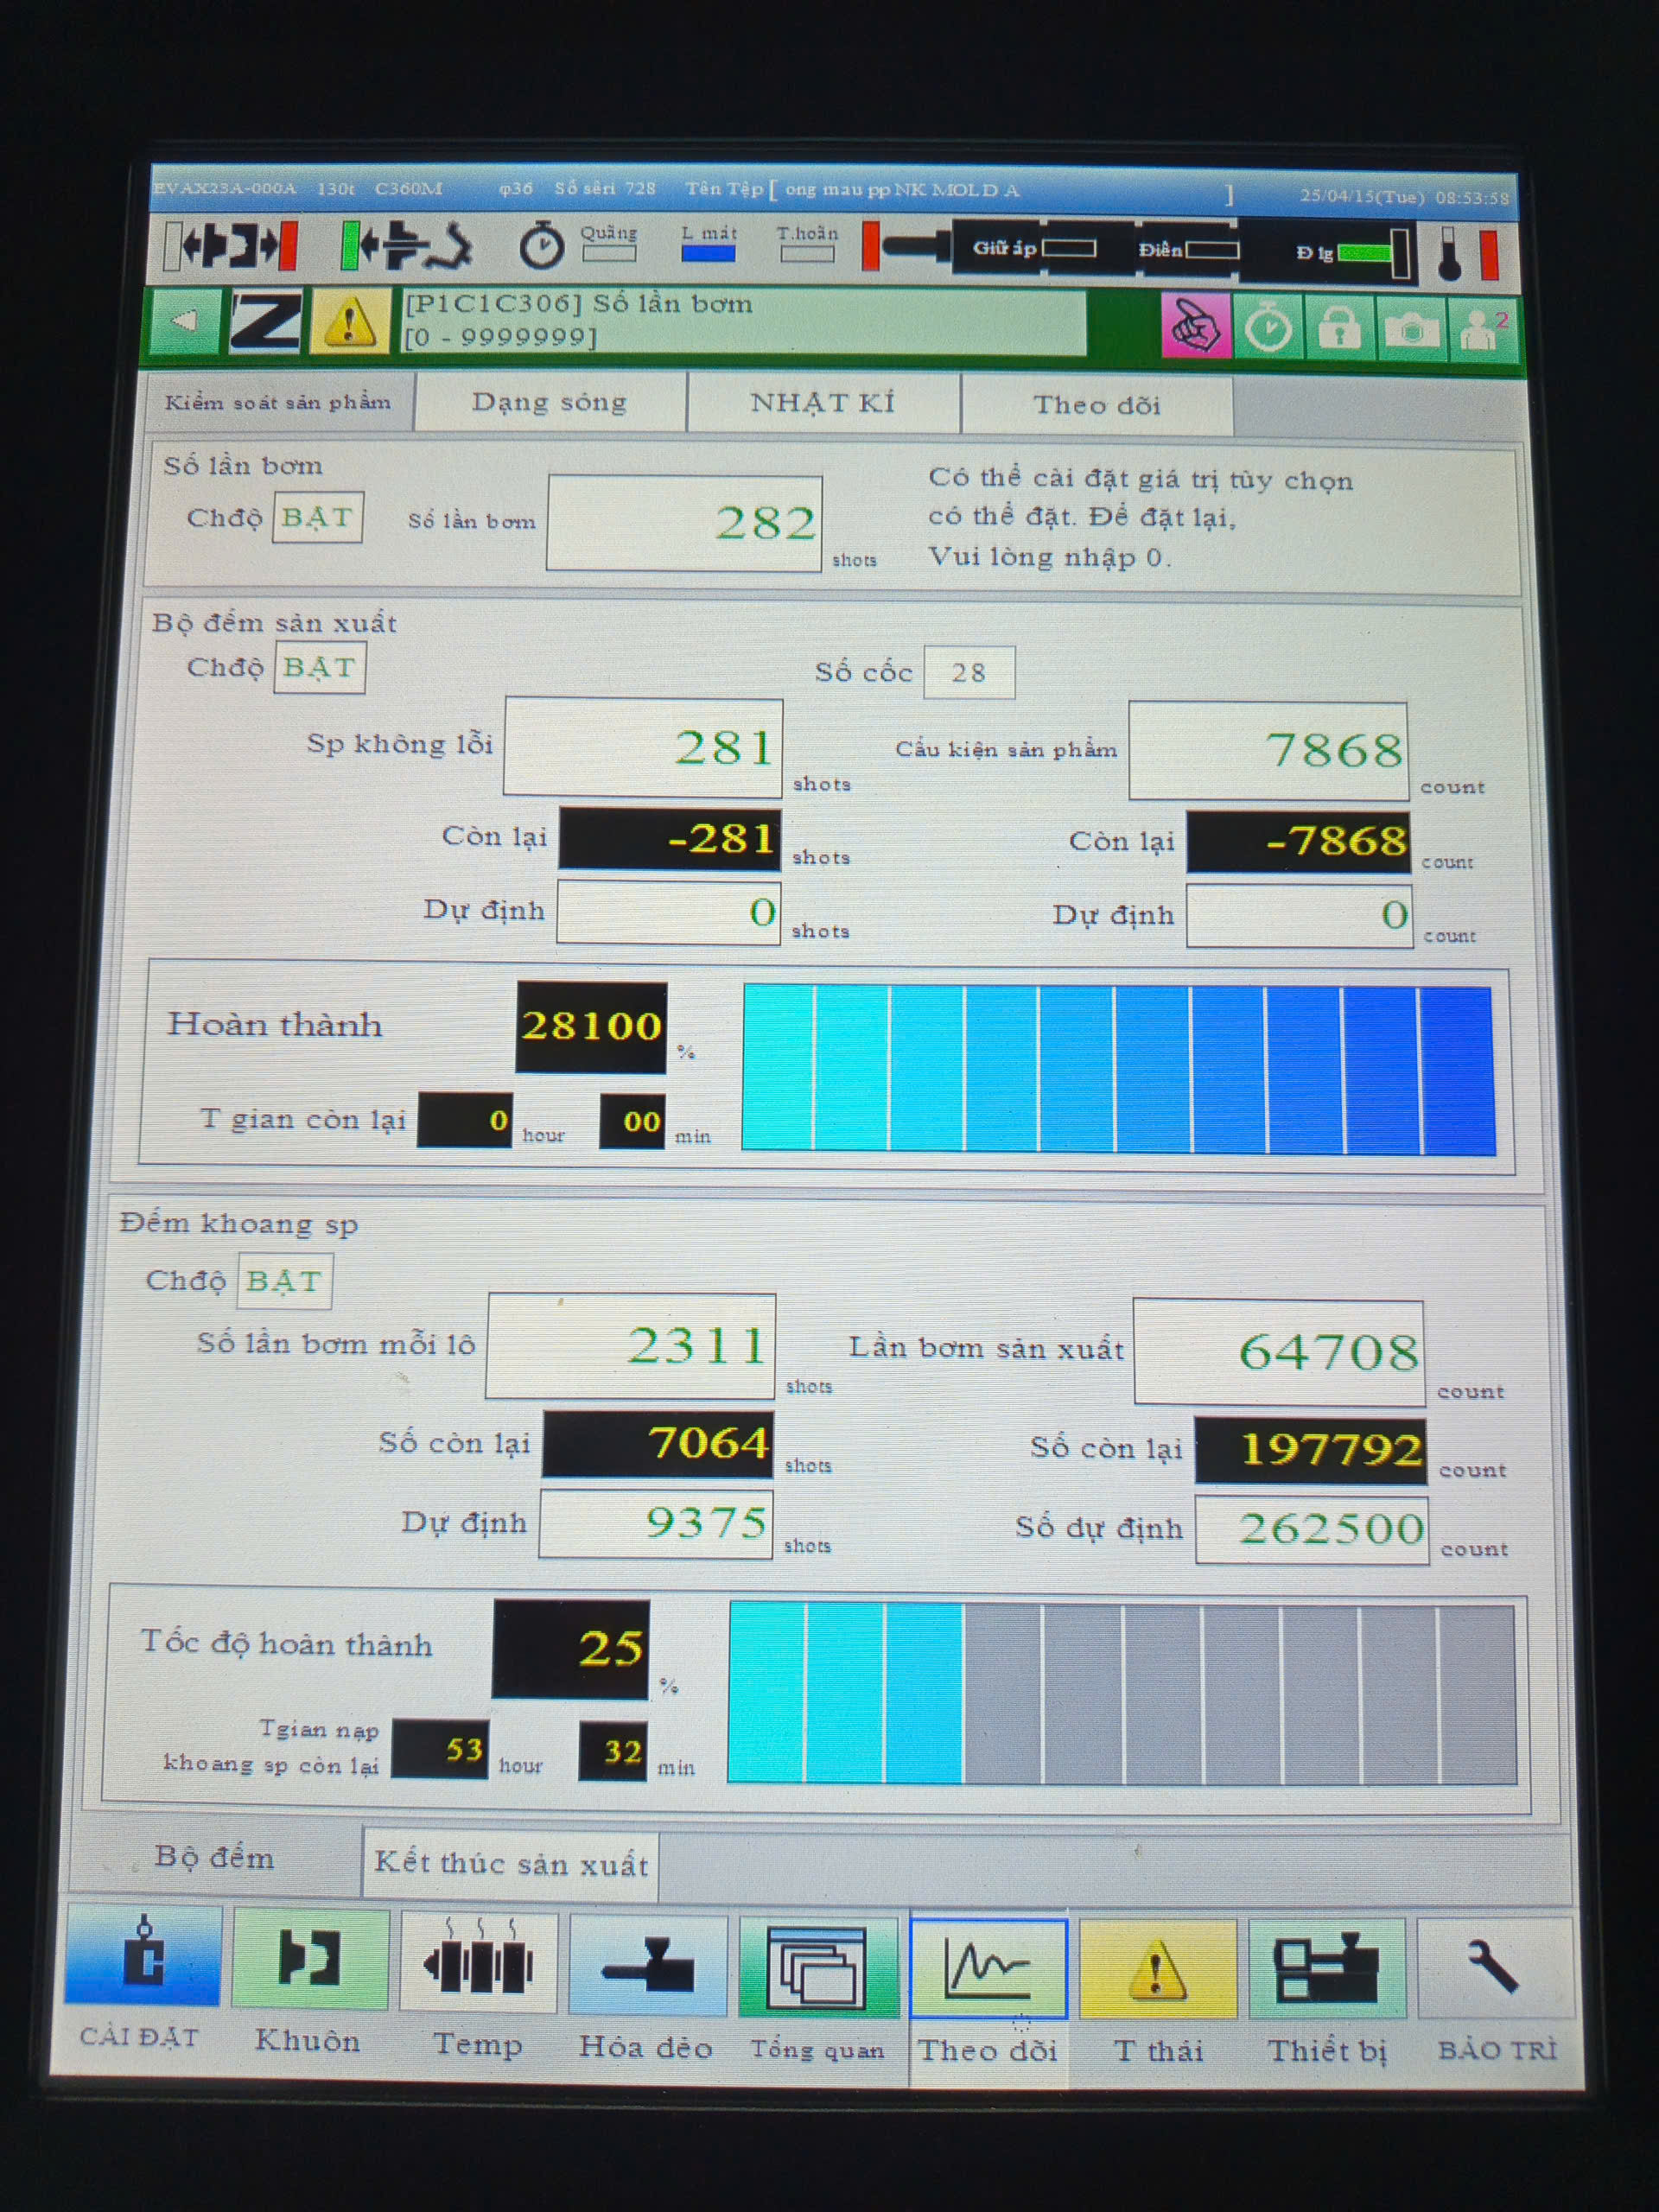 EVAX23A-000A 130t C360M φ36 Số sêri 728 Tên Tệp [ ong mau pp NK MOLD A ] 25/04/15(Tue) 08:53:58
Quãng L mát T.hoãn Giữ áp Điền Đ lg
[P1C1C306] Số lần bơm
[0 - 9999999]
2
Kiểm soát sản phẩm Dạng sóng NHẬT KÍ Theo dõi
Số lần bơm
Chđộ BẬT Số lần bơm 282 shots
Có thể cài đặt giá trị tùy chọn
có thể đặt. Để đặt lại,
Vui lòng nhập 0.
Bộ đếm sản xuất
Chđộ BẬT Số cốc 28
Sp không lỗi 281 shots Cấu kiện sản phẩm 7868 count
Còn lại -281 shots Còn lại -7868 count
Dự định 0 shots Dự định 0 count
Hoàn thành 28100 %
T gian còn lại 0 hour 00 min
Đếm khoang sp
Chđộ BẬT
Số lần bơm mỗi lô 2311 shots Lần bơm sản xuất 64708 count
Số còn lại 7064 shots Số còn lại 197792 count
Dự định 9375 shots Số dự định 262500 count
Tốc độ hoàn thành 25 %
Tgian nạp
khoang sp còn lại 53 hour 32 min
Bộ đếm Kết thúc sản xuất
CÀI ĐẶT Khuôn Temp Hóa dẻo Tổng quan Theo dõi T thái Thiết bị BẢO TRÌ